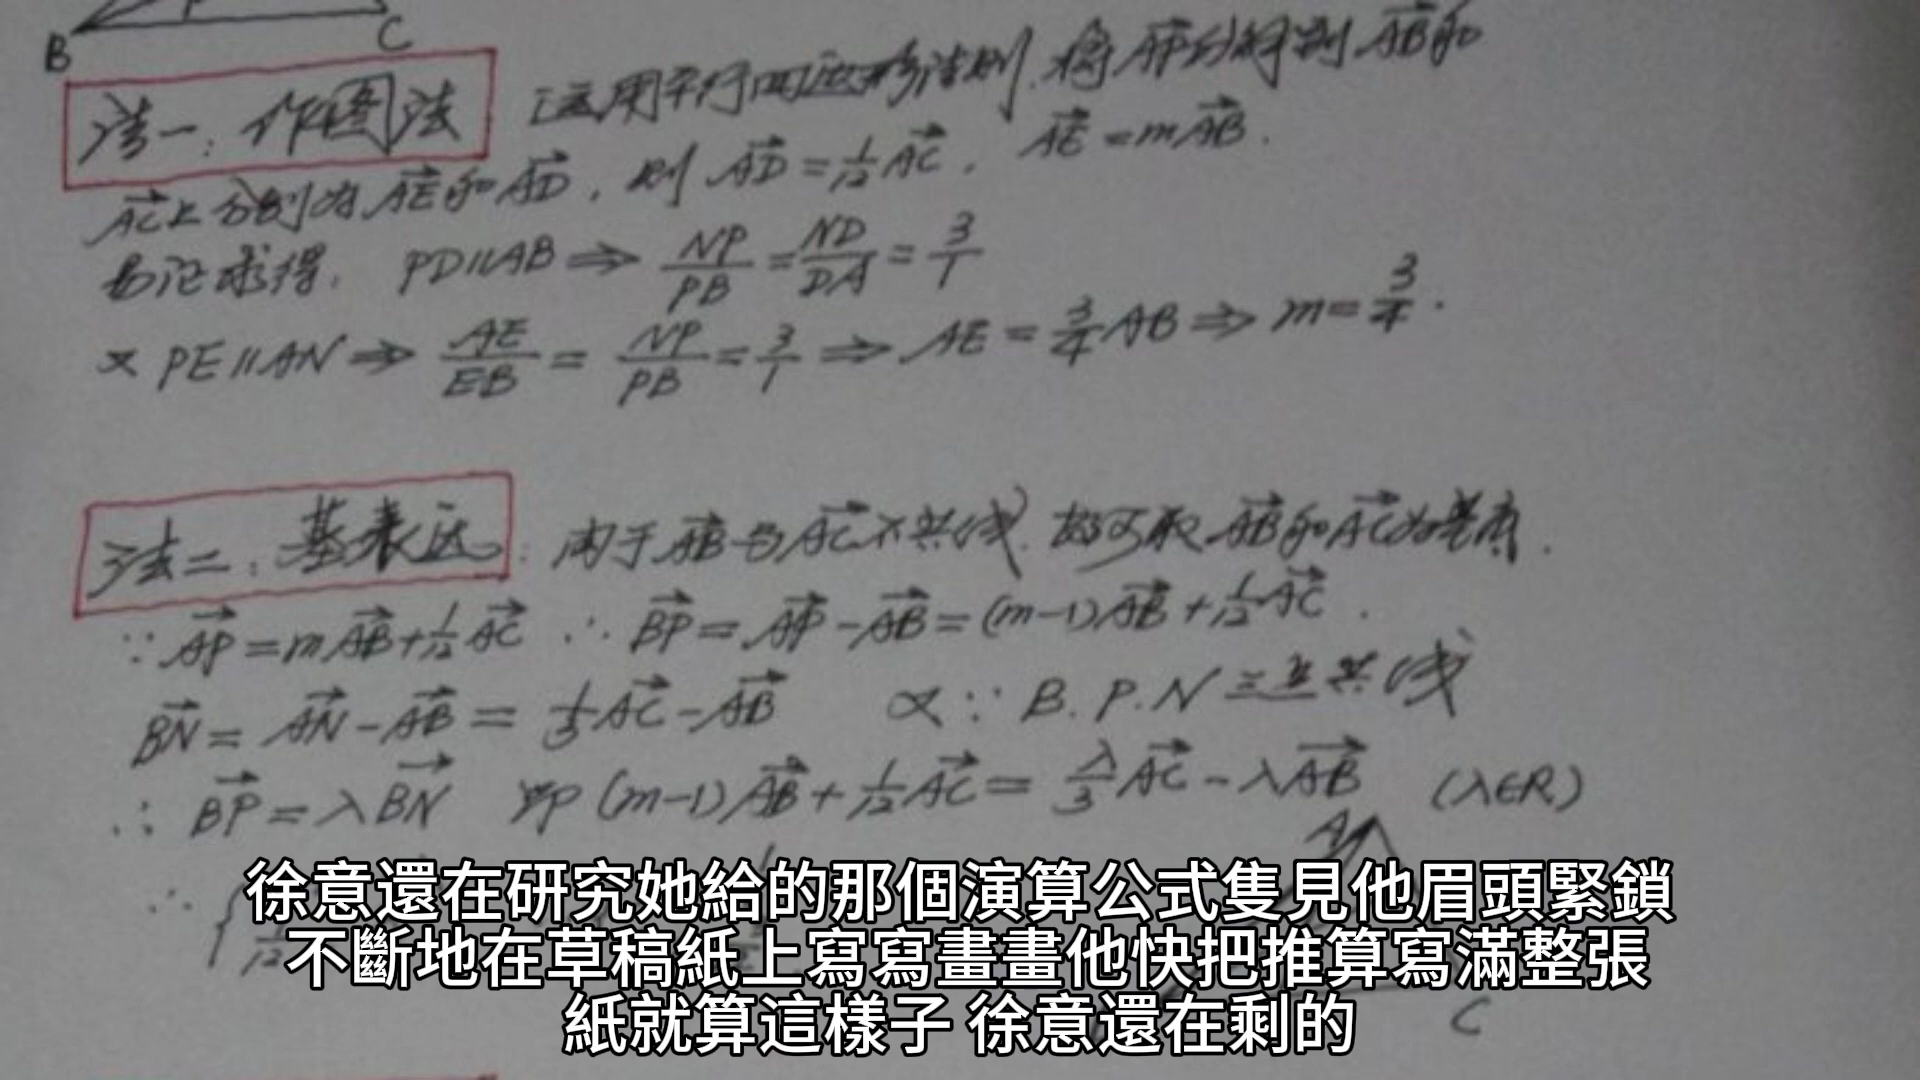 B C
法一:作图法 运用平行四边形法则,将AP分解到AB和
AC上分别为AE和AD,则 AD=1/12AC,AE=mAB.
易证求得,PD∥AB⇒NP/PB=ND/DA=3/1
又PE∥AN⇒AE/EB=NP/PB=3/1⇒AE=3/4AB⇒m=3/4.
法二:基表达:由于AB与AC不共线,故可取AB和AC为基底.
∵AP=mAB+1/12AC ∴BP=AP-AB=(m-1)AB+1/12AC.
BN=AN-AB=1/3AC-AB 又∵B.P.N三点共线
∴BP=λBN 即(m-1)AB+1/12AC=λ/3AC-λAB (λ∈R)
A
徐意還在研究她給的那個演算公式隻見他眉頭緊鎖
不斷地在草稿紙上寫寫畫畫他快把推算寫滿整張
紙就算這樣子 徐意還在剩的
C